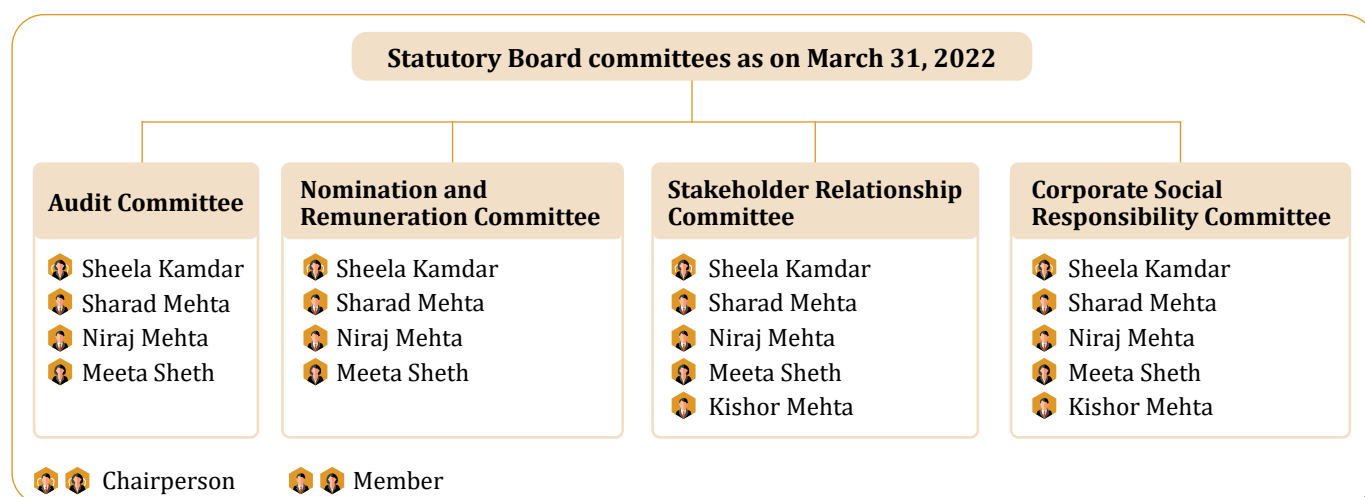 Statutory Board committees as on March 31, 2022
Audit Committee
Sheela Kamdar
Sharad Mehta
Niraj Mehta
Meeta Sheth
Nomination and
Remuneration Committee
Sheela Kamdar
Sharad Mehta
Niraj Mehta
Meeta Sheth
Stakeholder Relationship
Committee
Sheela Kamdar
Sharad Mehta
Niraj Mehta
Meeta Sheth
Kishor Mehta
Corporate Social
Responsibility Committee
Sheela Kamdar
Sharad Mehta
Niraj Mehta
Meeta Sheth
Kishor Mehta
Chairperson
Member